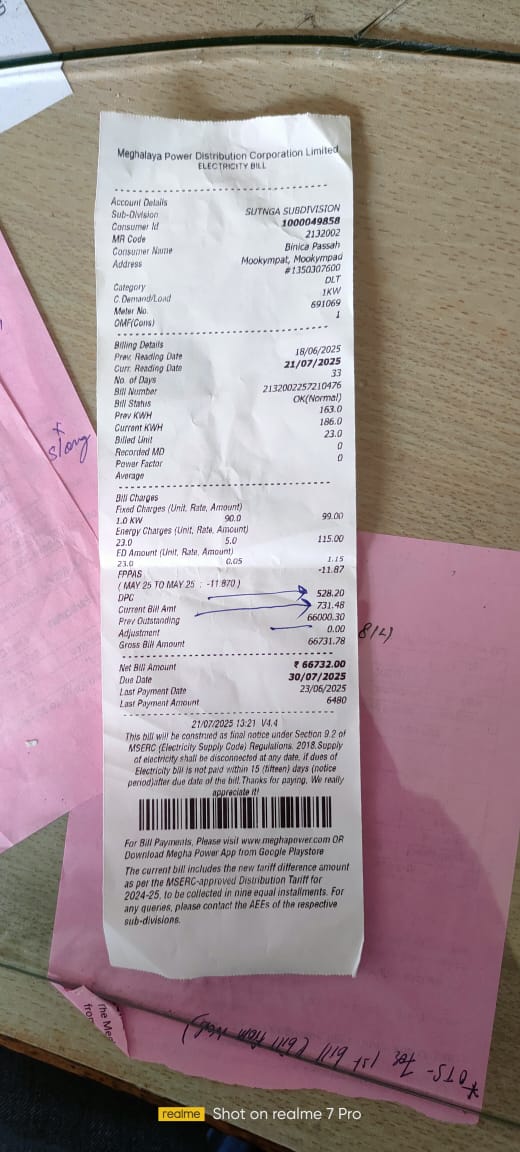 Meghalaya Power Distribution Corporation Limited
ELECTRICITY BILL
Account Details
Sub-Division SUTNGA SUBDIVISION
Consumer Id 1000049858
MR Code 2132002
Consumer Name Binica Passah
Address Mookympat, Mookympad
#1350307600
Category DLT
C.Demand/Load 1KW
Meter No. 691069
OMF(Cons) 1
Billing Details
Prev. Reading Date 18/06/2025
Curr. Reading Date 21/07/2025
No. of Days 33
Bill Number 2132002257210476
Bill Status OK(Normal)
Prev KWH 163.0
Current KWH 186.0
Billed Unit 23.0
Recorded MD 0
Power Factor 0
Average
Bill Charges
Fixed Charges (Unit, Rate, Amount)
1.0 KW 90.0 99.00
Energy Charges (Unit, Rate, Amount)
23.0 5.0 115.00
ED Amount (Unit, Rate, Amount)
23.0 0.05 1.15
FPPAS -11.87
( MAY 25 TO MAY 25 : -11.870 )
DPC 528.20
Current Bill Amt 731.48
Prev Outstanding 66000.30
Adjustment 0.00
Gross Bill Amount 66731.78
Net Bill Amount ₹ 66732.00
Due Date 30/07/2025
Last Payment Date 23/06/2025
Last Payment Amount 6480
21/07/2025 13:21 V4.4
This bill will be construed as final notice under Section 9.2 of
MSERC (Electricity Supply Code) Regulations, 2018.Supply
of electricity shall be disconnected at any date, if dues of
Electricity bill is not paid within 15 (fifteen) days (notice
period)after due date of the bill.Thanks for paying, We really
appreciate it!
For Bill Payments, Please visit www.meghapower.com OR
Download Megha Power App from Google Playstore
The current bill includes the new tariff difference amount
as per the MSERC-approved Distribution Tariff for
2024-25, to be collected in nine equal installments. For
any queries, please contact the AEEs of the respective
sub-divisions.
* OTS - for 1st bill (bill from
realme Shot on realme 7 Pro